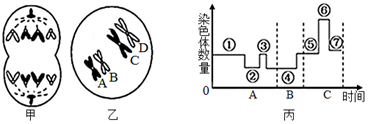 染色体数量
① ② ③ ④ ⑤ ⑥ ⑦
A B C D
0 A B C 时间
甲 乙 丙